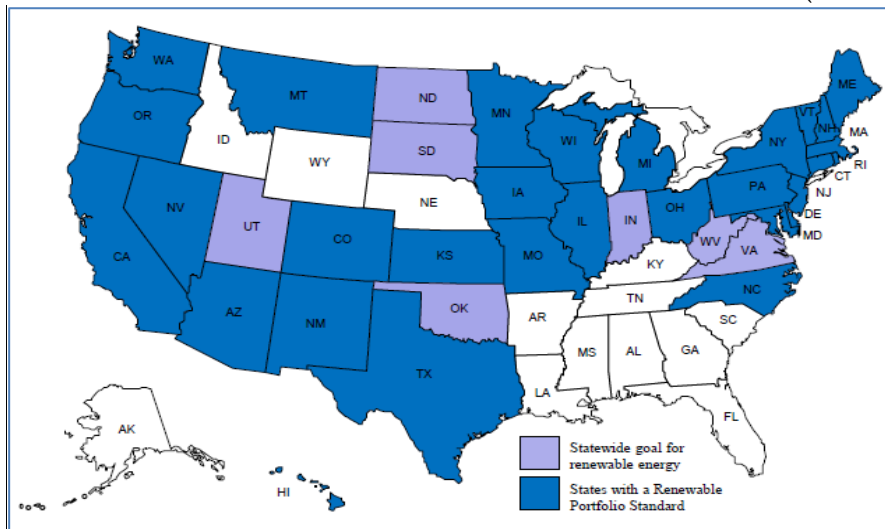 WA
MT
ND
MN
ME
VT
NH
MA
OR
ID
SD
WI
NY
RI
CT
WY
MI
PA
NJ
NE
IA
DE
MD
NV
UT
CO
IL
IN
OH
WV
VA
CA
KS
MO
KY
NC
AZ
NM
OK
AR
TN
SC
TX
MS
AL
GA
LA
FL
AK
HI
Statewide goal for
renewable energy
States with a Renewable
Portfolio Standard